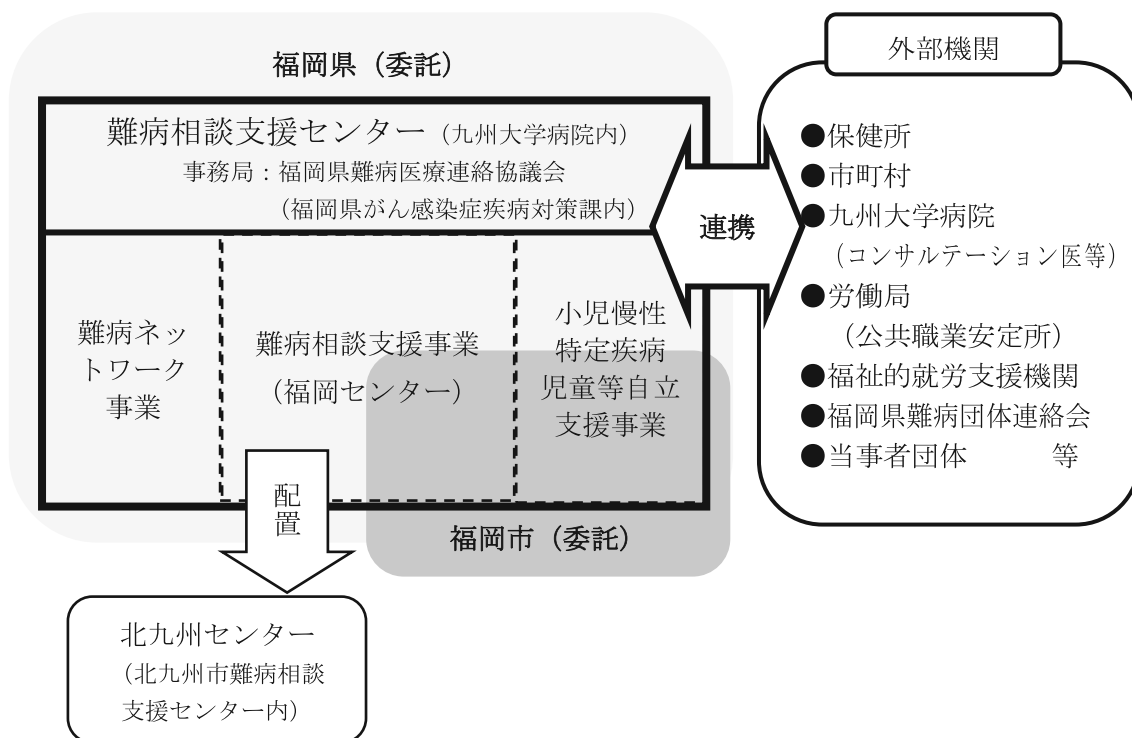 福岡県（委託）
難病相談支援センター（九州大学病院内）
事務局：福岡県難病医療連絡協議会
（福岡県がん感染症疾病対策課内）
難病ネッ
トワーク
事業
難病相談支援事業
（福岡センター）
小児慢性
特定疾病
児童等自立
支援事業
福岡市（委託）
配置
北九州センター
（北九州市難病相談
支援センター内）
連携
外部機関
●保健所
●市町村
●九州大学病院
（コンサルテーション医等）
●労働局
（公共職業安定所）
●福祉的就労支援機関
●福岡県難病団体連絡会
●当事者団体　　　等